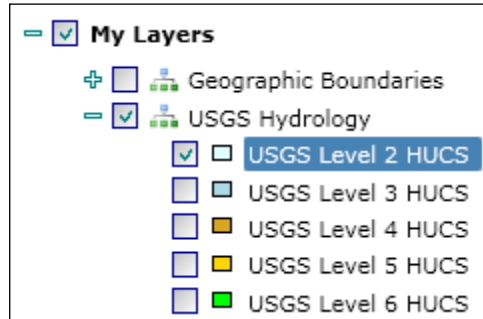 My Layers
Geographic Boundaries
USGS Hydrology
USGS Level 2 HUCS
USGS Level 3 HUCS
USGS Level 4 HUCS
USGS Level 5 HUCS
USGS Level 6 HUCS